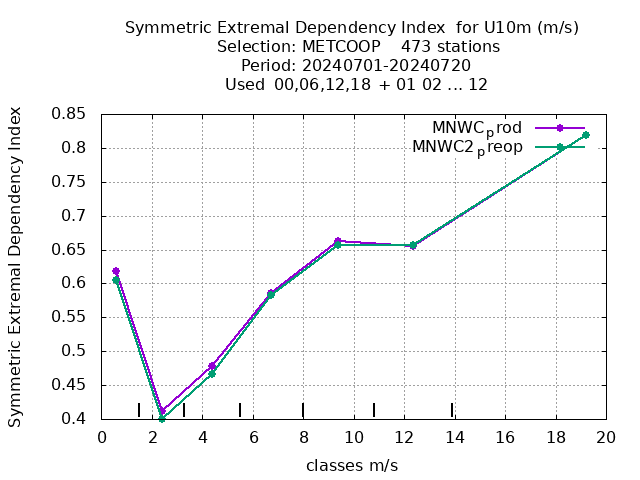 Symmetric Extremal Dependency Index  for U10m (m/s)
Selection: METCOOP    473 stations
Period: 20240701-20240720
Used  00,06,12,18 + 01 02 ... 12
Symmetric Extremal Dependency Index
0.85
0.8
0.75
0.7
0.65
0.6
0.55
0.5
0.45
0.4
MNWCprod
MNWC2preop
0 2 4 6 8 10 12 14 16 18 20
classes m/s